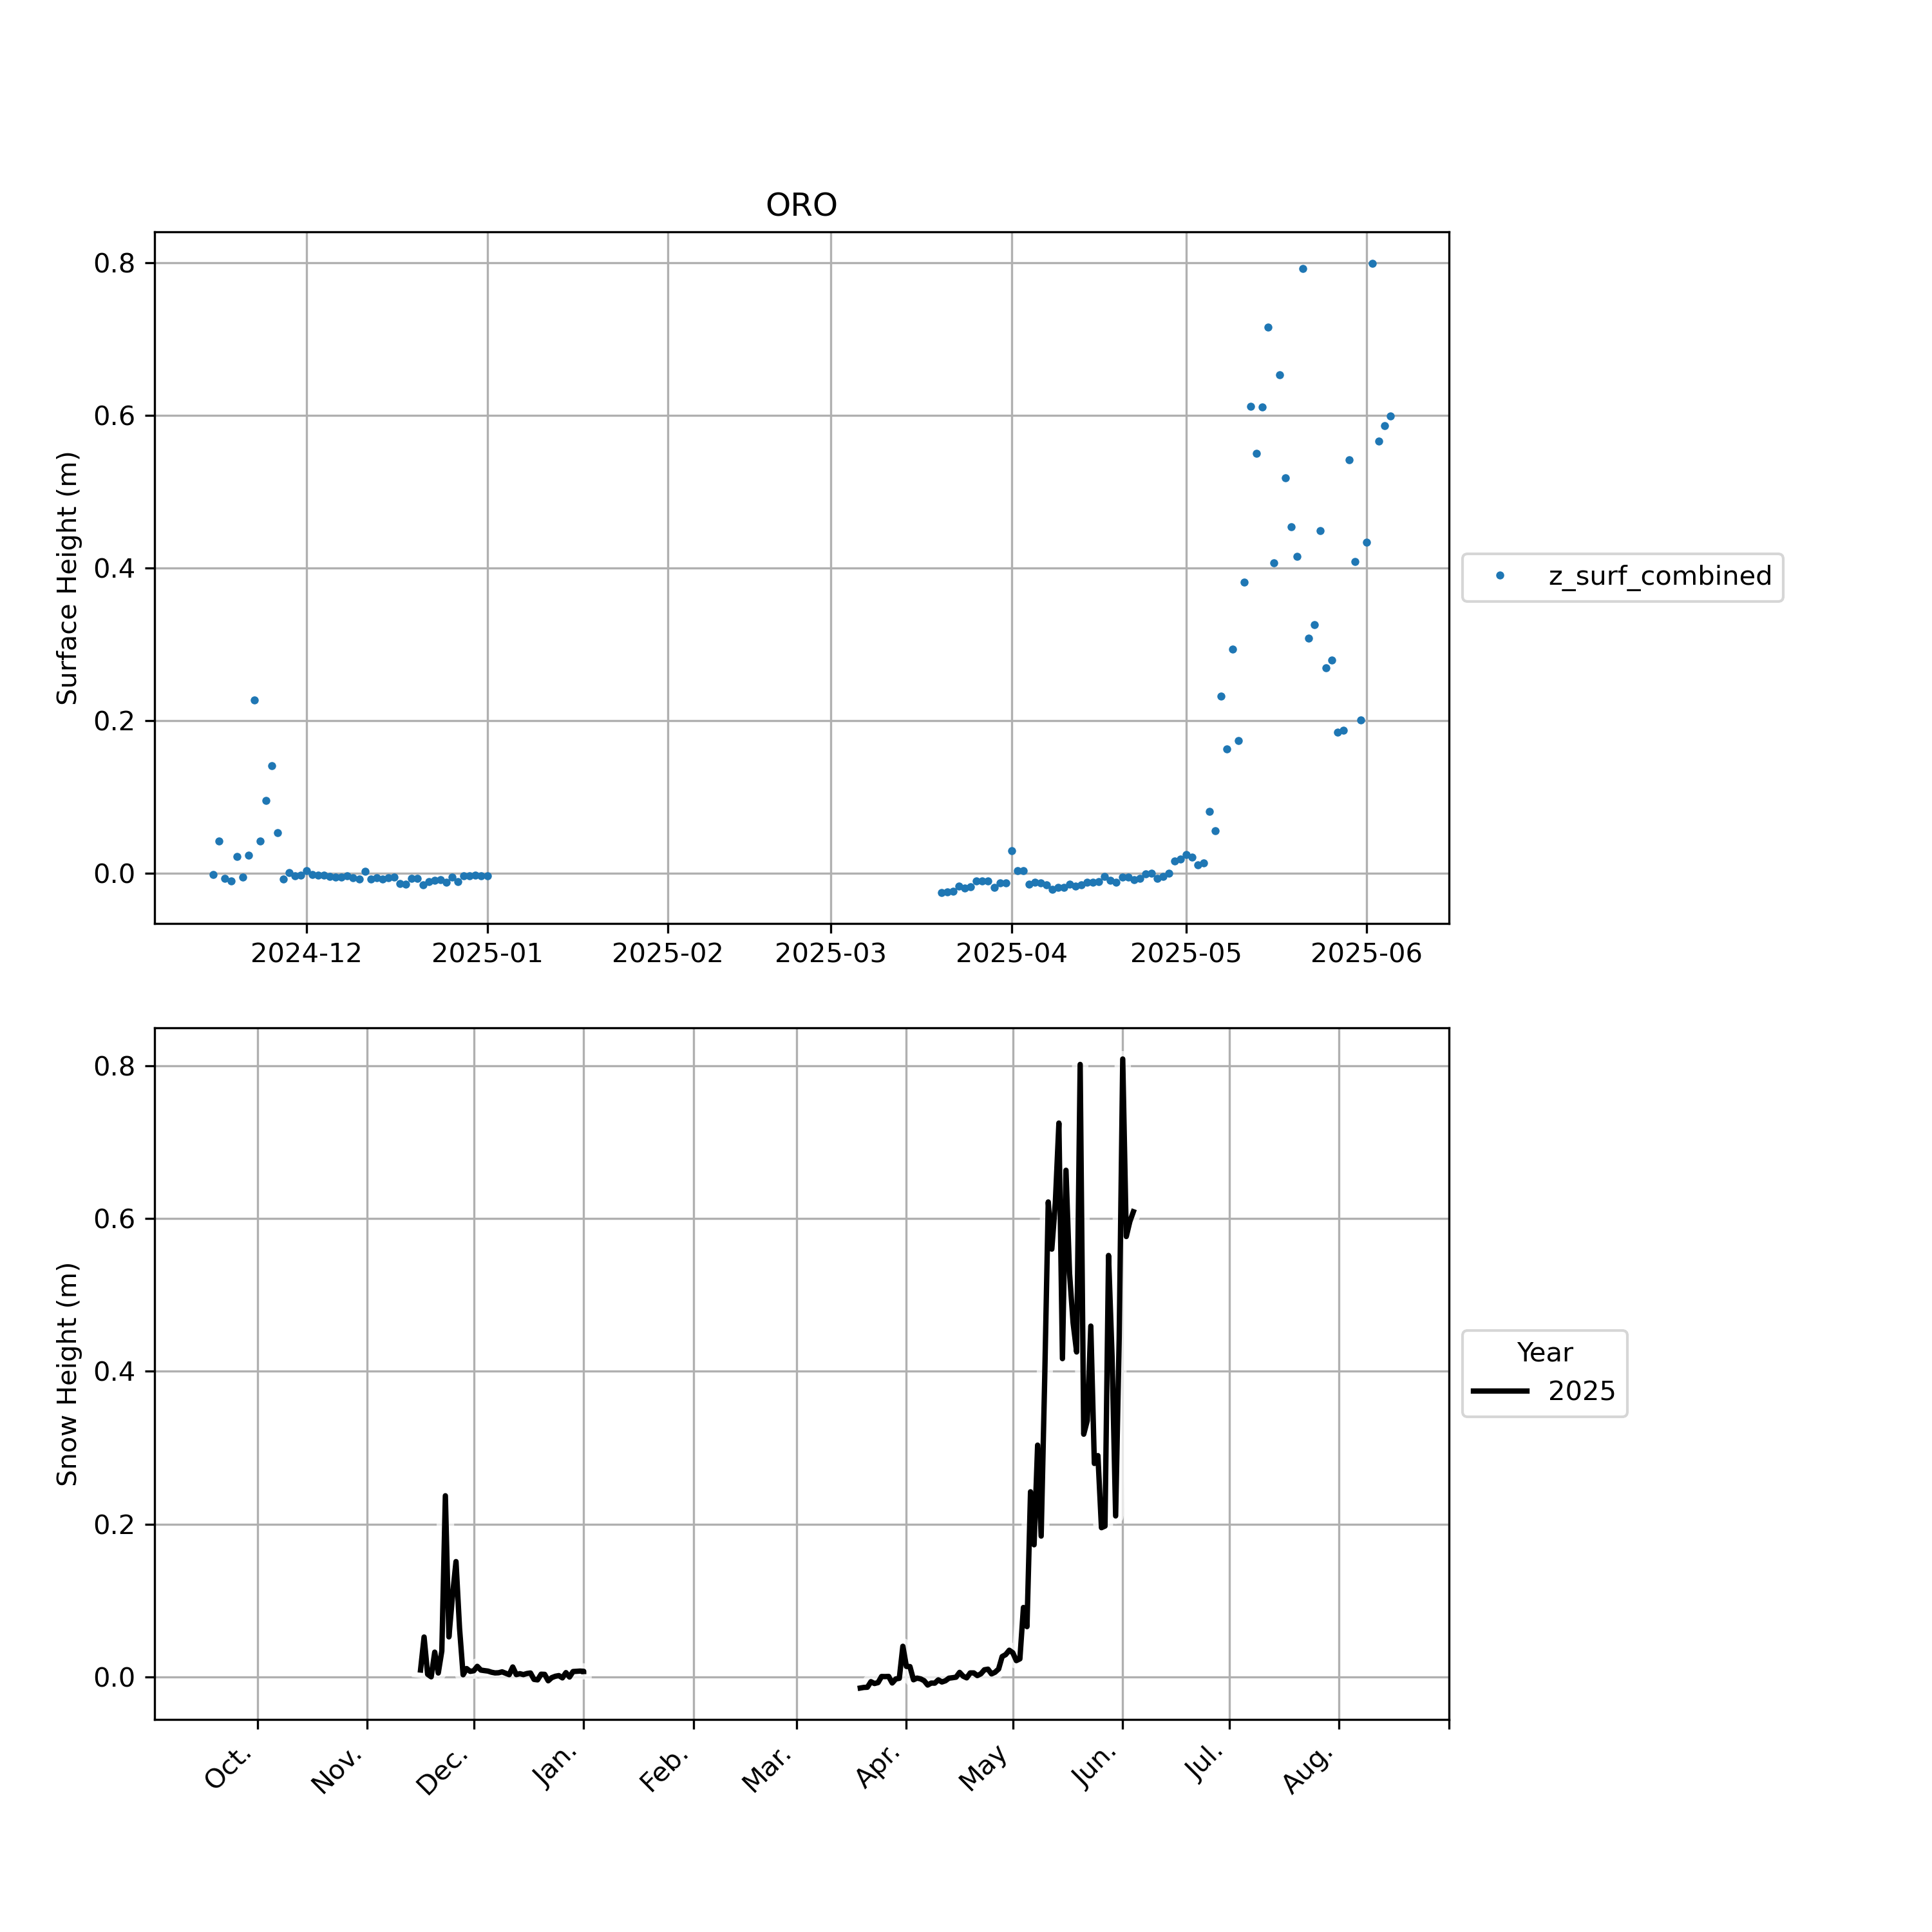 ORO
Surface Height (m)
0.8
0.6
0.4
0.2
0.0
2024-12 2025-01 2025-02 2025-03 2025-04 2025-05 2025-06
z_surf_combined
Snow Height (m)
0.8
0.6
0.4
0.2
0.0
Oct. Nov. Dec. Jan. Feb. Mar. Apr. May Jun. Jul. Aug.
Year
2025